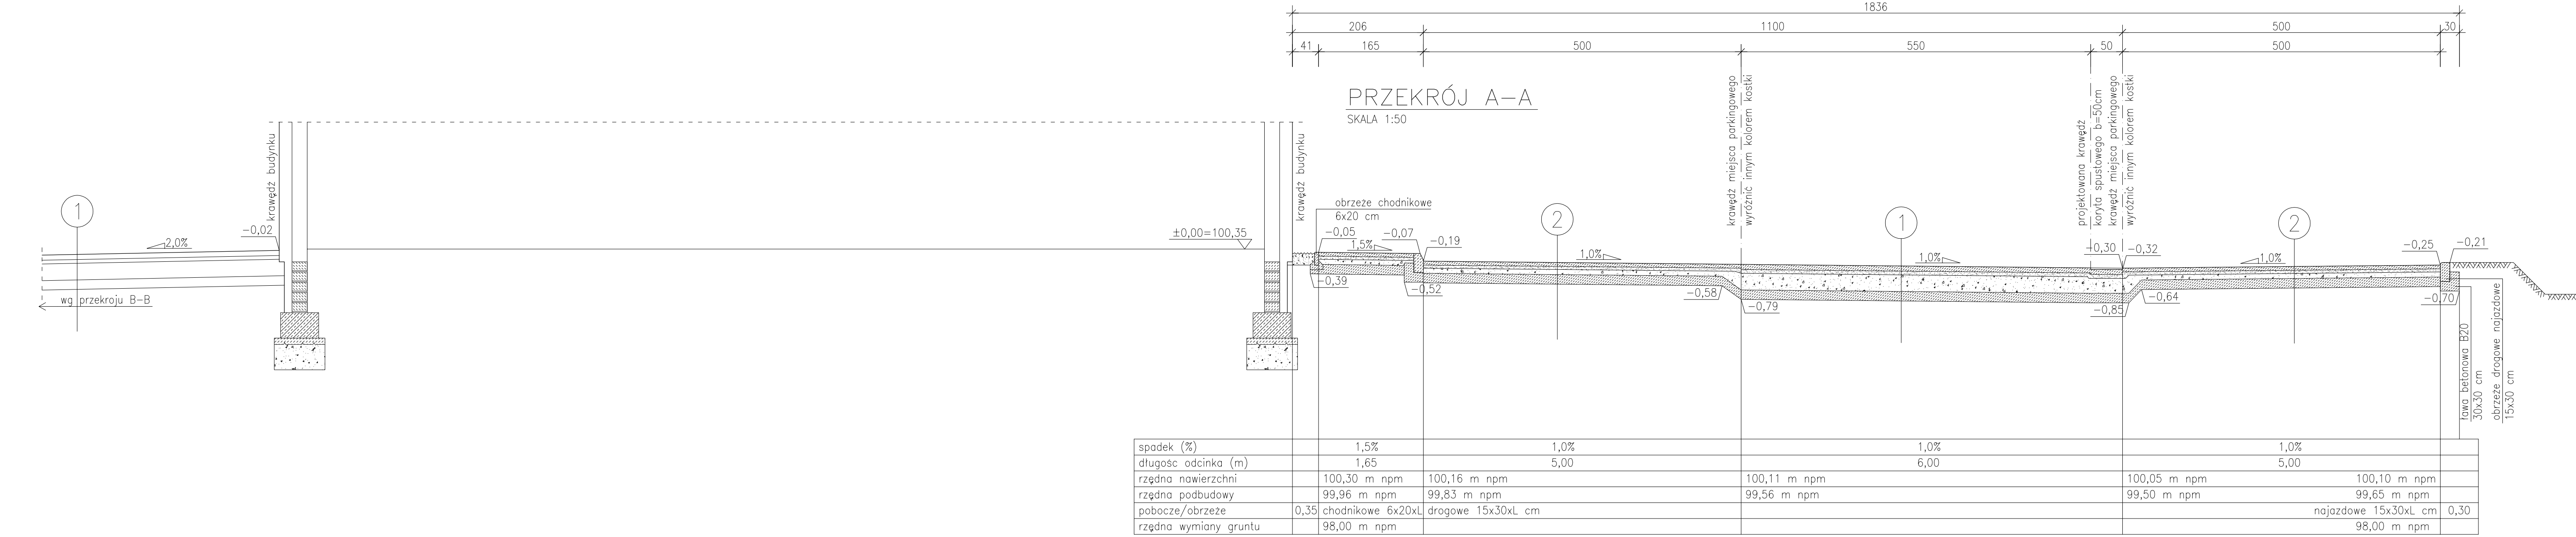 1836
206 1100 500 30
41 165 500 550 50 500
PRZEKRÓJ A-A
SKALA 1:50
krawędź budynku
krawędź budynku
krawędź miejsca parkingowego
wyróżnić innym kolorem kostki
projektowana krawędź
koryta spustowego b=50cm
krawędź miejsca parkingowego
wyróżnić innym kolorem kostki
1
2,0%
-0,02
wg przekroju B-B
±0,00=100,35
obrzeże chodnikowe
6x20 cm
-0,05
1,5%
-0,07
-0,19
-0,39
-0,52
2
1,0%
-0,58
-0,79
1
1,0%
-0,30
-0,32
-0,85
-0,64
2
1,0%
-0,25
-0,21
-0,70
ława betonowa B20
30x30 cm
obrzeże drogowe najazdowe
15x30 cm
spadek (%) 1,5% 1,0% 1,0% 1,0%
długośc odcinka (m) 1,65 5,00 6,00 5,00
rzędna nawierzchni 100,30 m npm 100,16 m npm 100,11 m npm 100,05 m npm 100,10 m npm
rzędna podbudowy 99,96 m npm 99,83 m npm 99,56 m npm 99,50 m npm 99,65 m npm
pobocze/obrzeże 0,35 chodnikowe 6x20xL drogowe 15x30xL cm najazdowe 15x30xL cm 0,30
rzędna wymiany gruntu 98,00 m npm 98,00 m npm